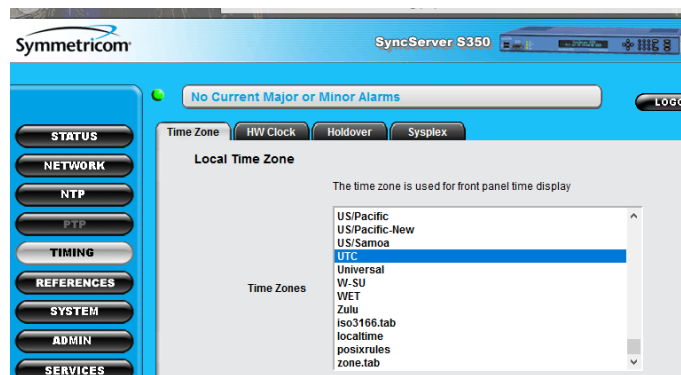 Symmetricom
SyncServer S350
No Current Major or Minor Alarms
STATUS
NETWORK
NTP
PTP
TIMING
REFERENCES
SYSTEM
ADMIN
SERVICES
Time Zone HW Clock Holdover Sysplex
Local Time Zone
The time zone is used for front panel time display
Time Zones
US/Pacific
US/Pacific-New
US/Samoa
UTC
Universal
W-SU
WET
Zulu
iso3166.tab
localtime
posixrules
zone.tab